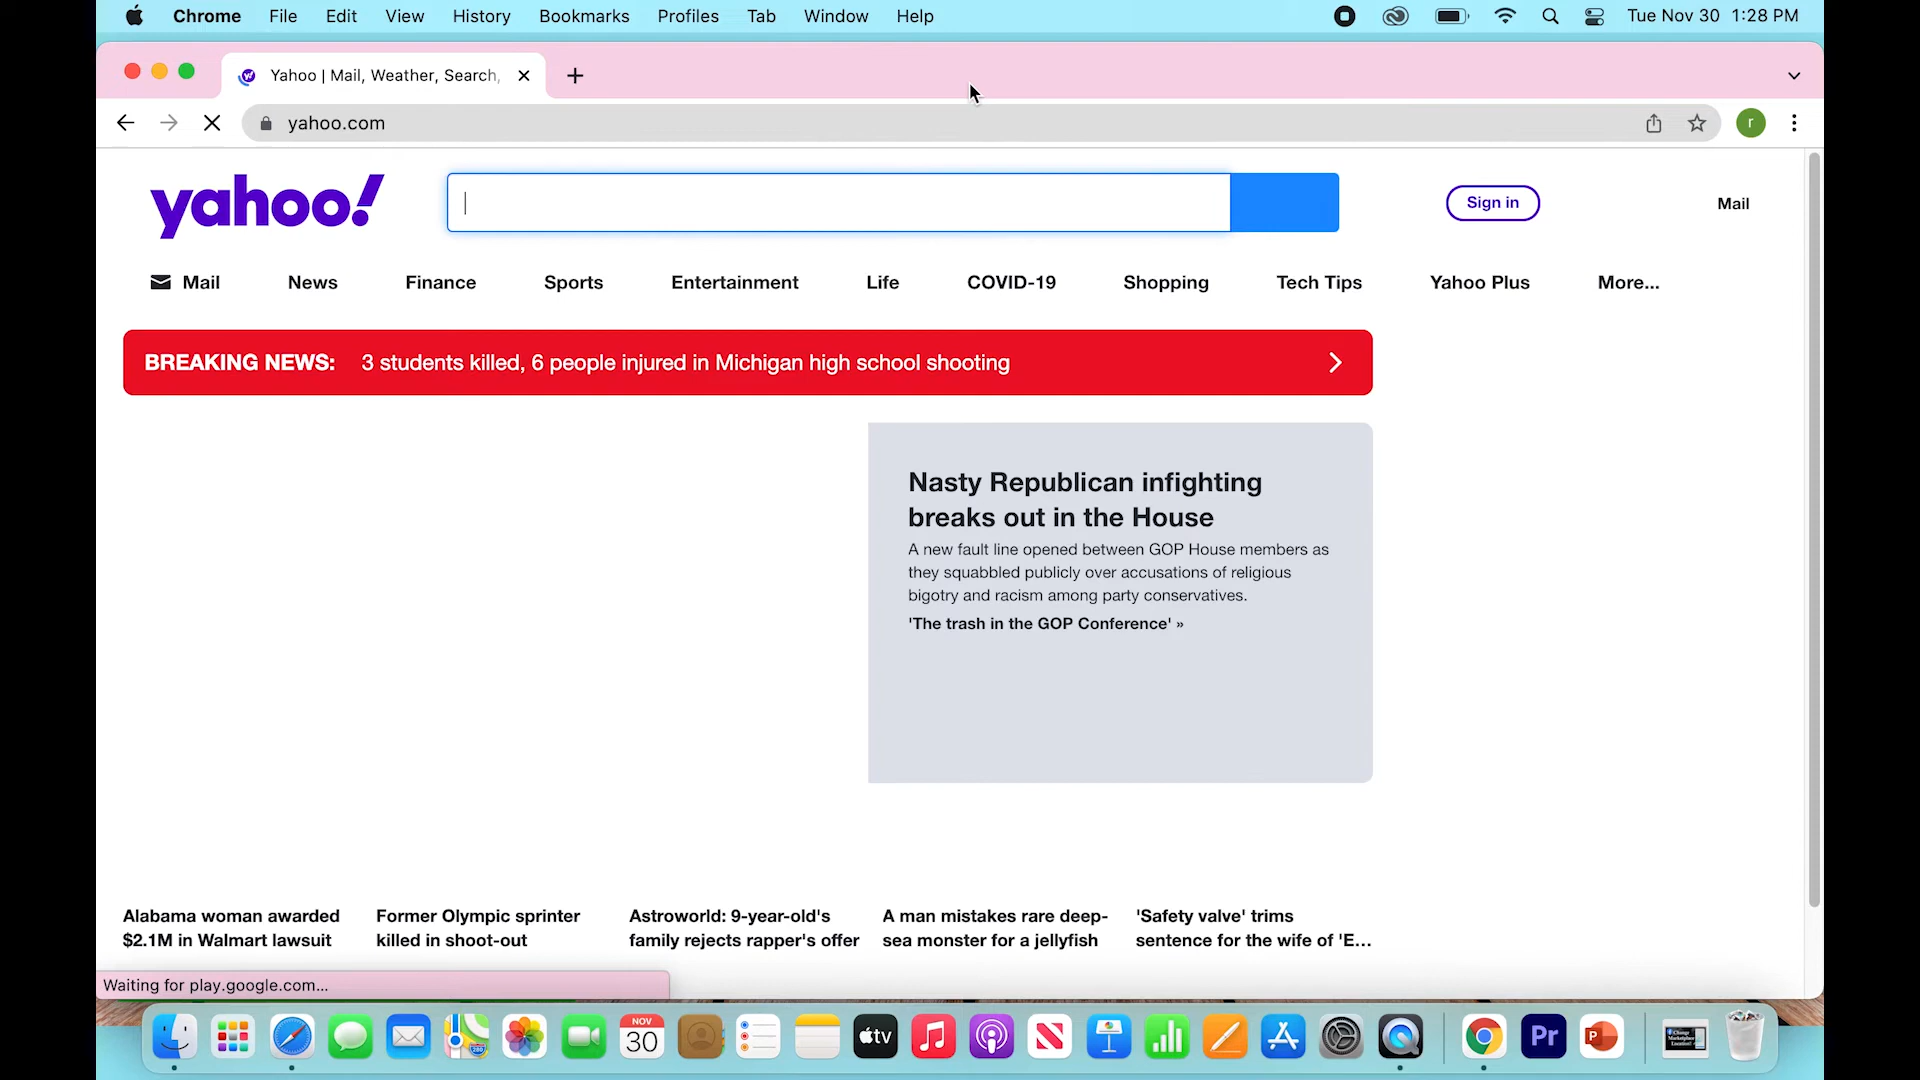 Chrome File Edit View History Bookmarks Profiles Tab Window Help Tue Nov 30 1:28 PM
Yahoo | Mail, Weather, Search,
yahoo.com r
yahoo! Sign in Mail
Mail News Finance Sports Entertainment Life COVID-19 Shopping Tech Tips Yahoo Plus More...
BREAKING NEWS: 3 students killed, 6 people injured in Michigan high school shooting
Nasty Republican infighting
breaks out in the House
A new fault line opened between GOP House members as
they squabbled publicly over accusations of religious
bigotry and racism among party conservatives.
'The trash in the GOP Conference' »
Alabama woman awarded
$2.1M in Walmart lawsuit
Former Olympic sprinter
killed in shoot-out
Astroworld: 9-year-old's
family rejects rapper's offer
A man mistakes rare deep-
sea monster for a jellyfish
'Safety valve' trims
sentence for the wife of 'E...
Waiting for play.google.com...
NOV
30
tv
Pr
P